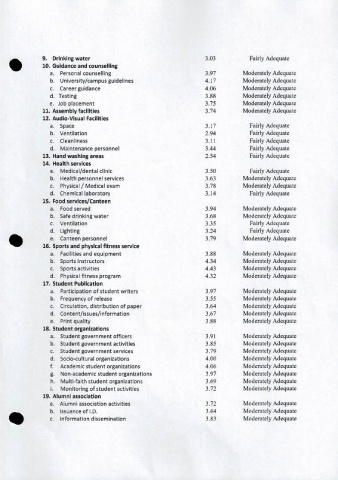 9. Drinking water 3.03 Fairly Adequate
10. Guidance and counselling
a. Personal counselling 3.97 Moderately Adequate
b. University/campus guidelines 4.17 Moderately Adequate
c. Career guidance 4.06 Moderately Adequate
d. Testing 3.88 Moderately Adequate
e. Job placement 3.75 Moderately Adequate
11. Assembly facilities 3.74 Moderately Adequate
12. Audio-Visual Facilities
a. Space 3.17 Fairly Adequate
b. Ventilation 2.94 Fairly Adequate
c. Cleanliness 3.11 Fairly Adequate
d. Maintenance personnel 3.44 Fairly Adequate
13. Hand washing areas 2.54 Fairly Adequate
14. Health services
a. Medical/dental clinic 3.50 Fairly Adequate
b. Health personnel services 3.63 Moderately Adequate
c. Physical / Medical exam 3.78 Moderately Adequate
d. Chemical laboratory 3.14 Fairly Adequate
15. Food services/Canteen
a. Food served 3.94 Moderately Adequate
b. Safe drinking water 3.68 Moderately Adequate
c. Ventilation 3.35 Fairly Adequate
d. Lighting 3.24 Fairly Adequate
e. Canteen personnel 3.79 Moderately Adequate
16. Sports and physical fitness service
a. Facilities and equipment 3.88 Moderately Adequate
b. Sports instructors 4.34 Moderately Adequate
c. Sports activities 4.43 Moderately Adequate
d. Physical fitness program 4.32 Moderately Adequate
17. Student Publication
a. Participation of student writers 3.97 Moderately Adequate
b. Frequency of release 3.55 Moderately Adequate
c. Circulation, distribution of paper 3.64 Moderately Adequate
d. Content/issues/information 3.67 Moderately Adequate
e. Print quality 3.88 Moderately Adequate
18. Student organizations
a. Student government officers 3.91 Moderately Adequate
b. Student government activities 3.85 Moderately Adequate
c. Student government services 3.79 Moderately Adequate
d. Socio-cultural organizations 4.00 Moderately Adequate
f. Academic student organizations 4.06 Moderately Adequate
g. Non-academic student organizations 3.97 Moderately Adequate
h. Multi-faith student organizations 3.69 Moderately Adequate
i. Monitoring of student activities 3.72 Moderately Adequate
19. Alumni association
a. Alumni association activities 3.72 Moderately Adequate
b. Issuance of I.D. 3.64 Moderately Adequate
c. Information dissemination 3.83 Moderately Adequate